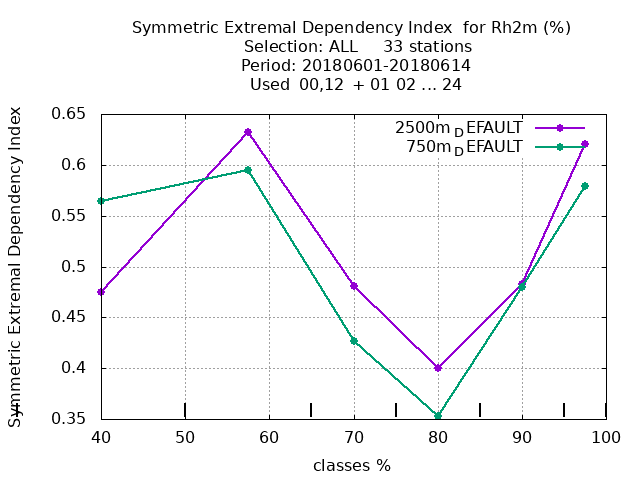 Symmetric Extremal Dependency Index  for Rh2m (%)
Selection: ALL     33 stations
Period: 20180601-20180614
Used  00,12  + 01 02 ... 24
Symmetric Extremal Dependency Index
0.65
0.6
0.55
0.5
0.45
0.4
0.35
2500m_DEFAULT
750m_DEFAULT
40 50 60 70 80 90 100
classes %